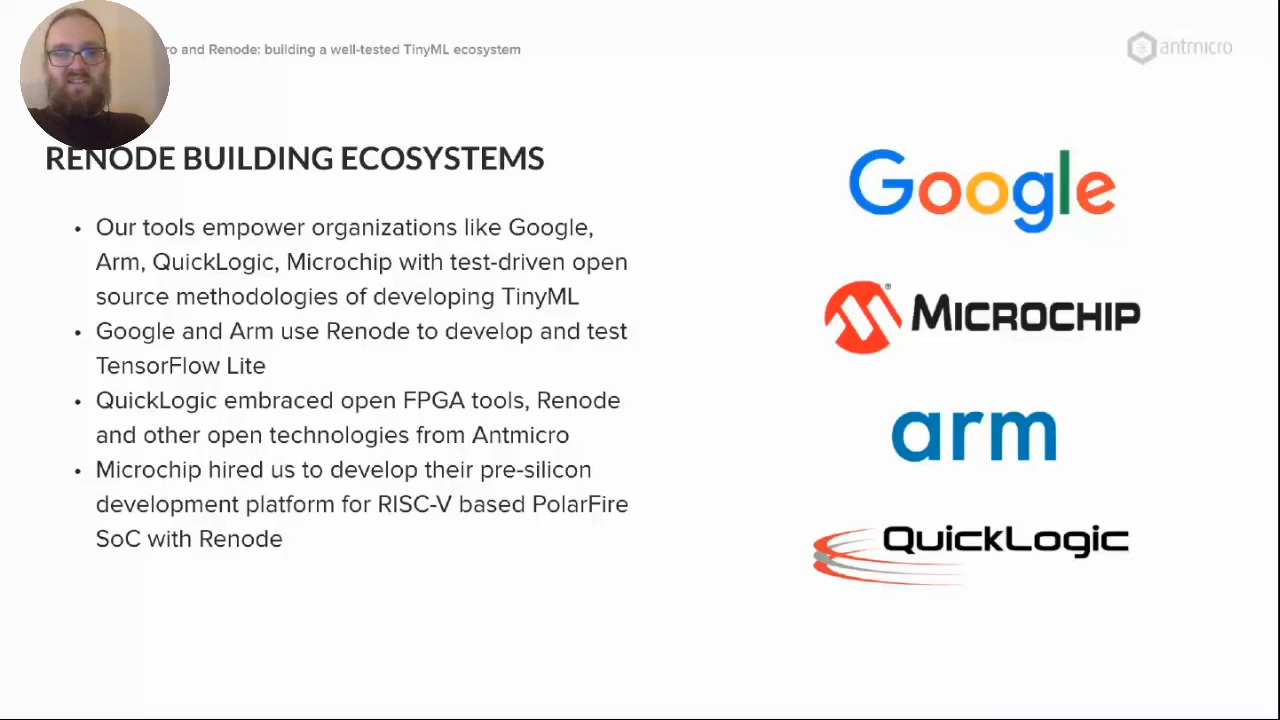 and Renode: building a well-tested TinyML ecosystem
antmicro
RENODE BUILDING ECOSYSTEMS
• Our tools empower organizations like Google,
Arm, QuickLogic, Microchip with test-driven open
source methodologies of developing TinyML
• Google and Arm use Renode to develop and test
TensorFlow Lite
• QuickLogic embraced open FPGA tools, Renode
and other open technologies from Antmicro
• Microchip hired us to develop their pre-silicon
development platform for RISC-V based PolarFire
SoC with Renode
Google
MICROCHIP
arm
QuickLogic